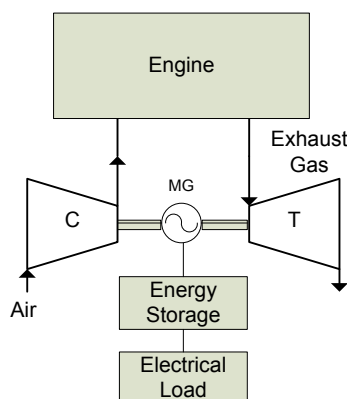 Engine
Exhaust
Gas
MG
C
T
Air
Energy
Storage
Electrical
Load